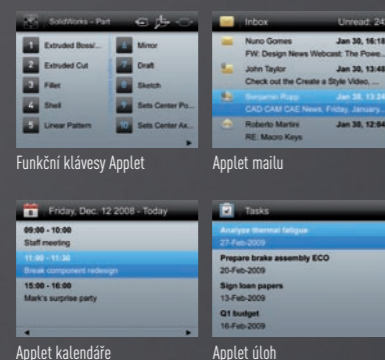 SolidWorks - Part
1 Extruded Boss/... 6 Mirror
2 Extruded Cut 7 Draft
3 Fillet 8 Sketch
4 Shell 9 Sets Center Po...
5 Linear Pattern 10 Sets Center Ax...
Funkční klávesy Applet
Inbox Unread: 24
Nuno Gomes Jan 30, 16:18
FW: Design News Webcast: The Powe...
John Taylor Jan 30, 13:48
Check out the Create a Style Video, ...
Benjamin Rupp Jan 30, 13:24
CAD CAM CAE News, Friday, January...
Roberto Martini Jan 30, 12:04
RE: Macro Keys
Applet mailu
Friday, Dec. 12 2008 - Today
09:00 - 10:00
Staff meeting
11:00 - 11:30
Break component redesign
15:00 - 16:00
Mark's surprise party
Applet kalendáře
Tasks
Analyze thermal fatigue
27-Feb-2009
Prepare brake assembly ECO
20-Feb-2009
Sign loan papers
13-Feb-2009
Q1 budget
16-Feb-2009
Applet úloh